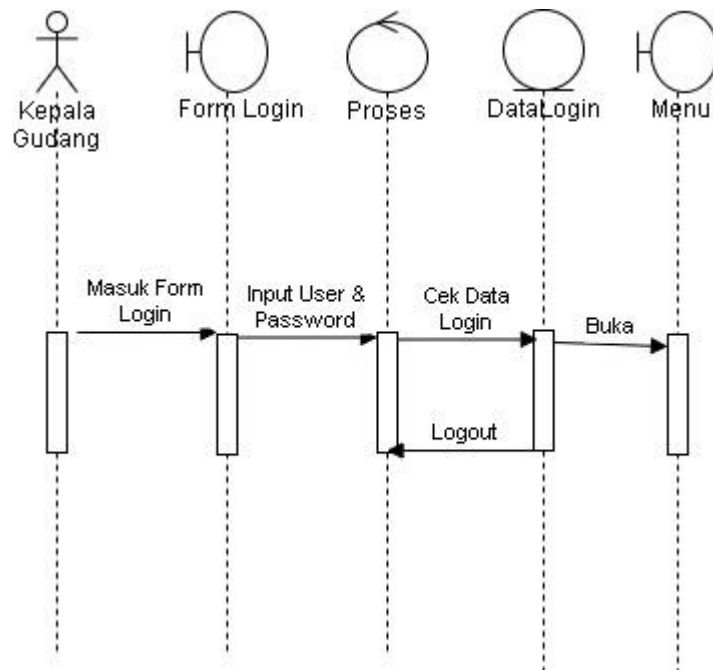 Kepala
Gudang
Form Login
Proses
DataLogin
Menu
Masuk Form
Login
Input User &
Password
Cek Data
Login
Buka
Logout